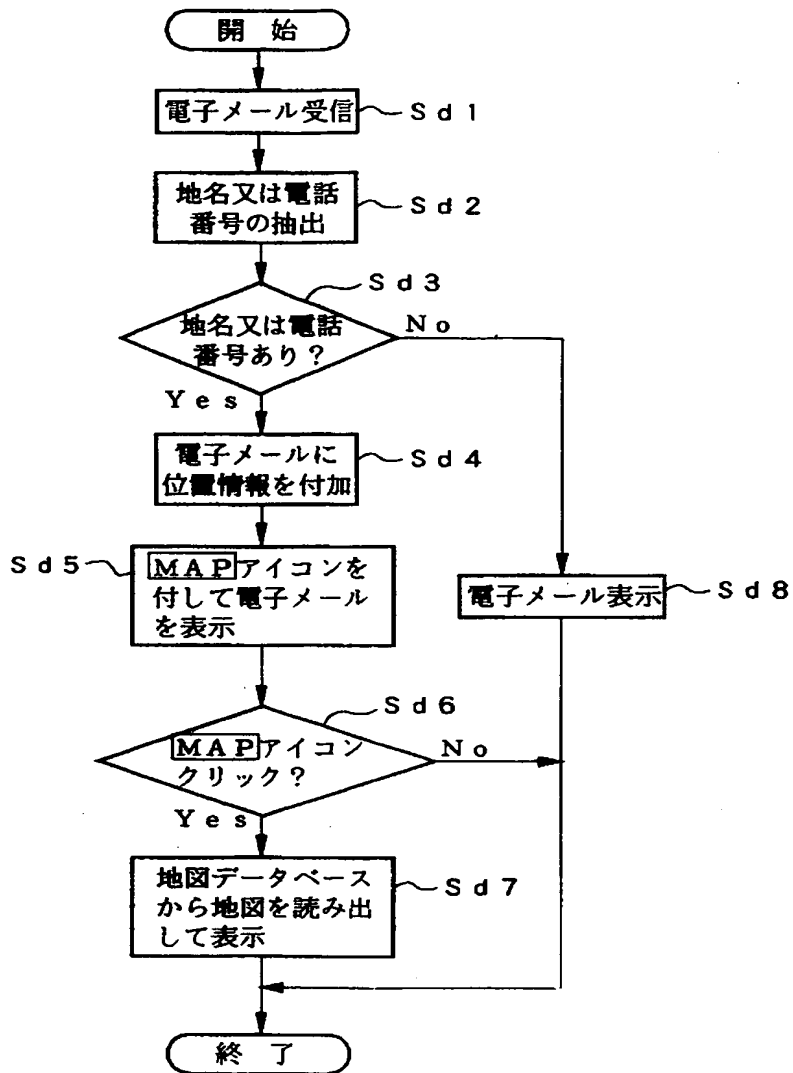 開 始
電子メール受信
Sd1
地名又は電話
番号の抽出
Sd2
Sd3
地名又は電話
番号あり?
No
Yes
電子メールに
位置情報を付加
Sd4
Sd5
MAPアイコンを
付して電子メール
を表示
電子メール表示
Sd8
Sd6
MAPアイコン
クリック?
No
Yes
地図データベース
から地図を読み出
して表示
Sd7
終 了